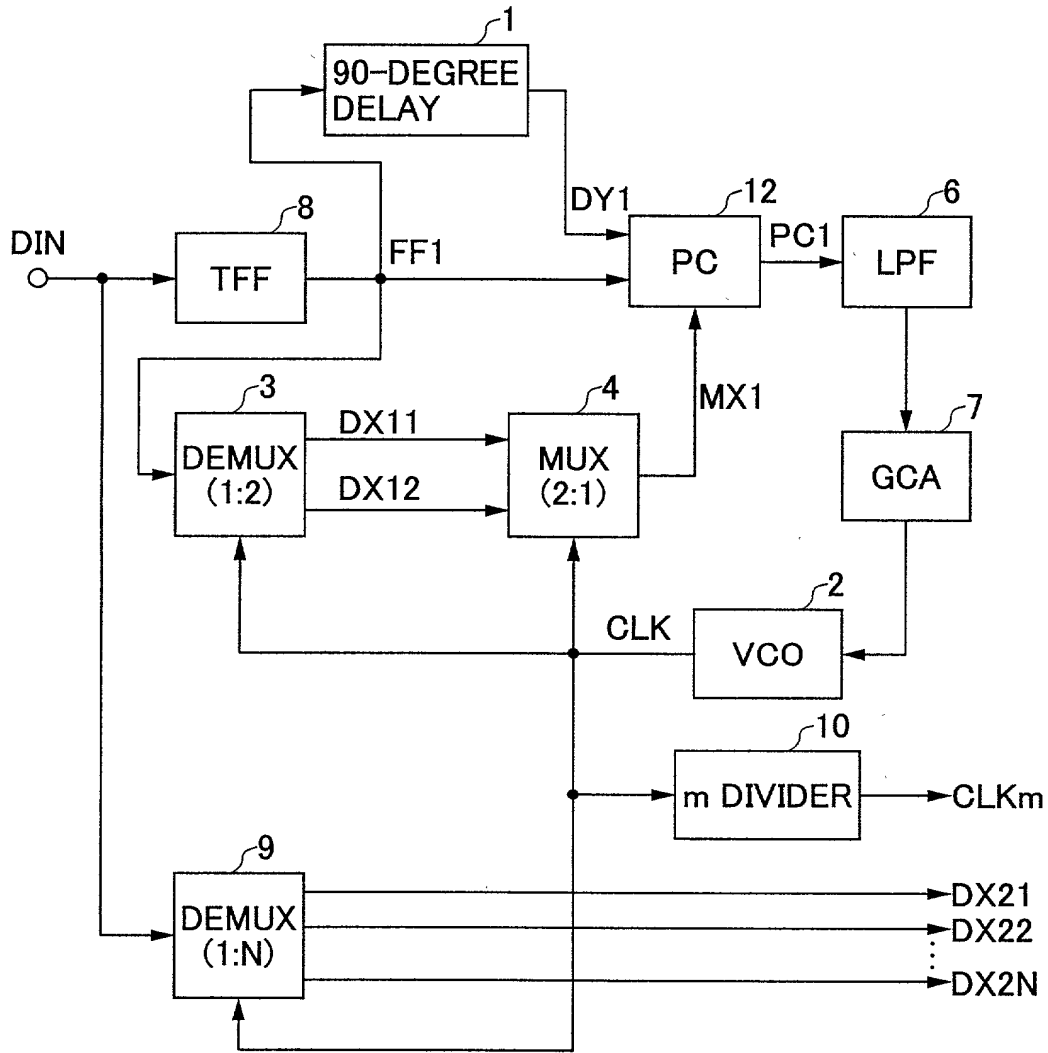 1
90-DEGREE
DELAY
DY1
12
PC
PC1
6
LPF
DIN
8
TFF
FF1
3
DEMUX
(1:2)
DX11
DX12
4
MUX
(2:1)
MX1
7
GCA
CLK
2
VCO
10
m DIVIDER
CLKm
9
DEMUX
(1:N)
DX21
DX22
DX2N